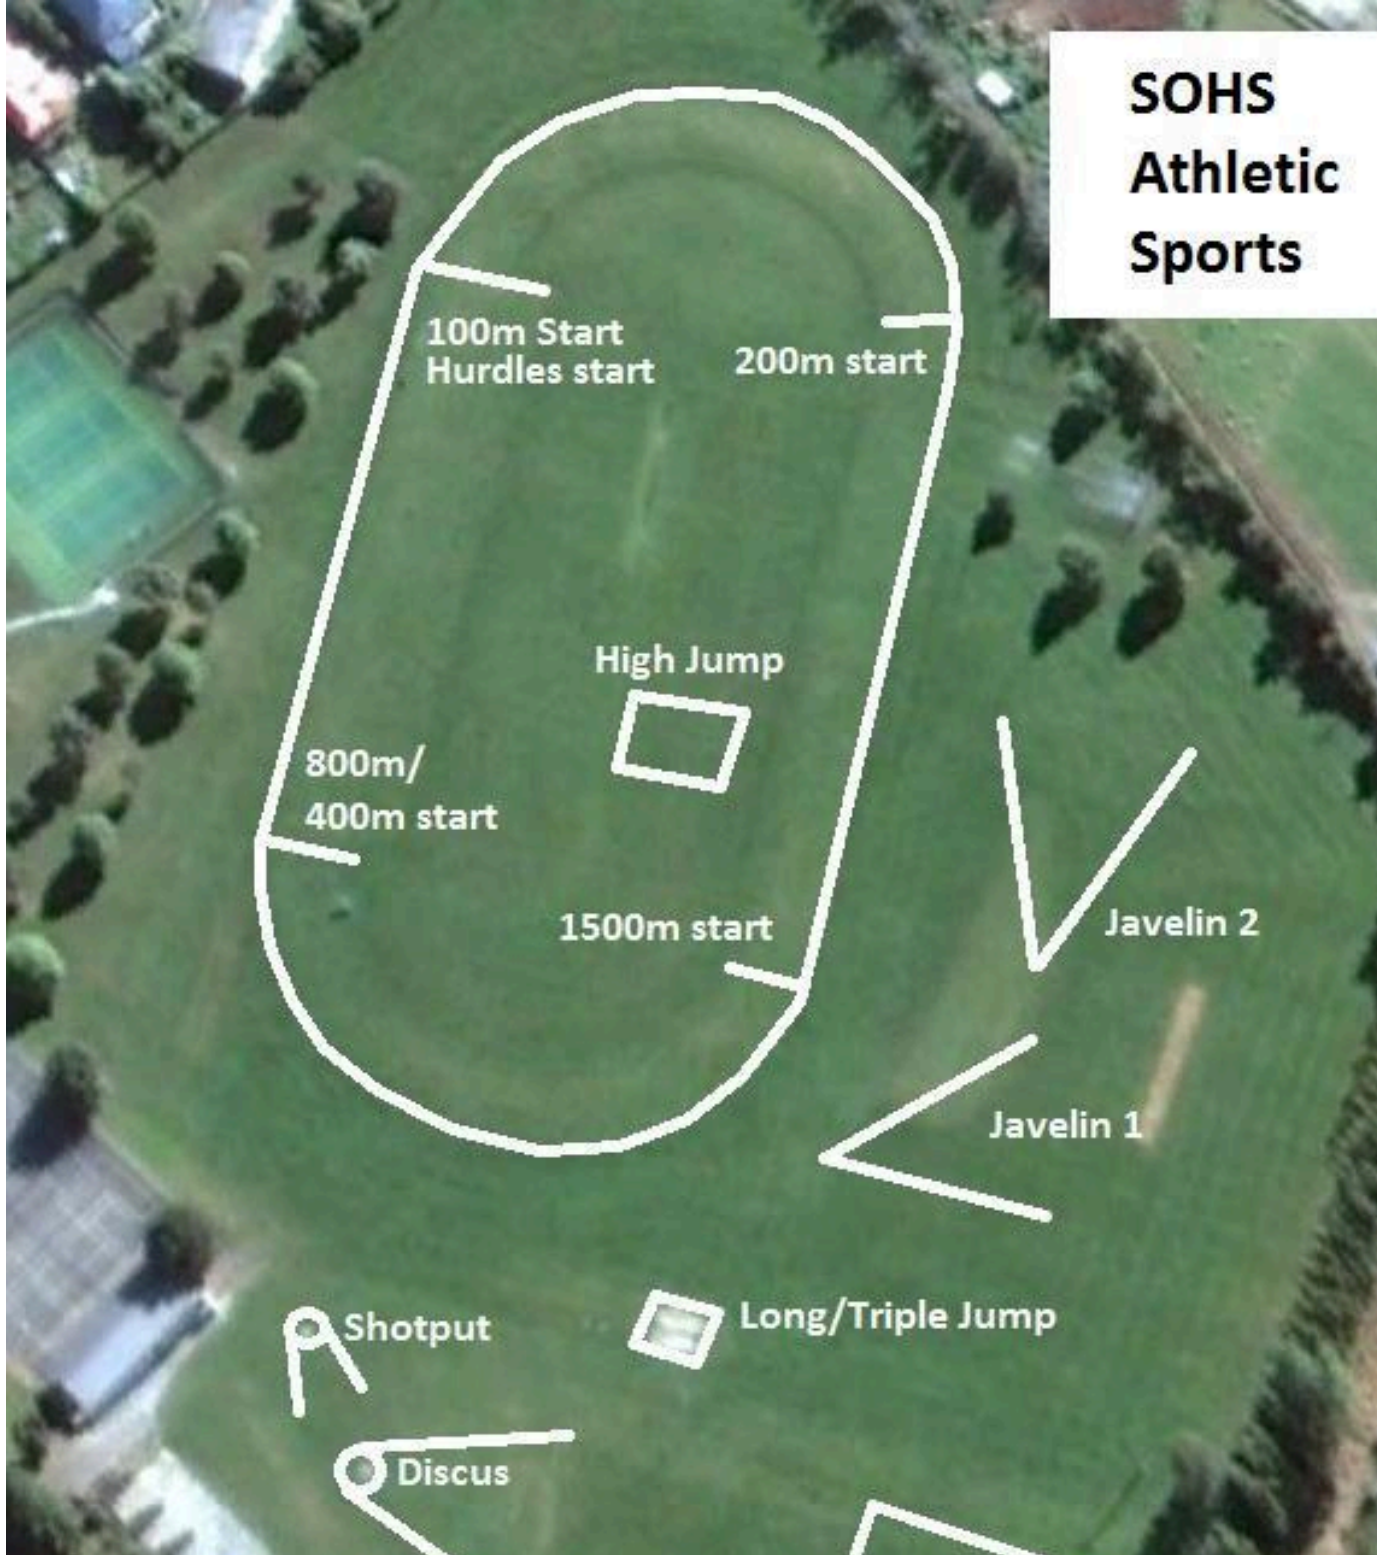 SOHS
Athletic
Sports
100m Start
Hurdles start
200m start
High Jump
800m/
400m start
1500m start
Javelin 2
Javelin 1
Shotput
Long/Triple Jump
Discus